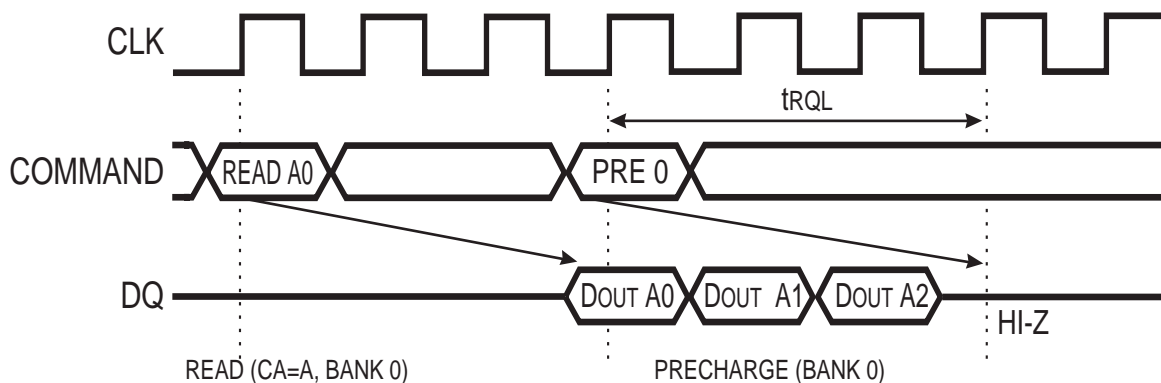 CLK
tRQL
COMMAND READ A0 PRE 0
DQ DOUT A0 DOUT A1 DOUT A2
HI-Z
READ (CA=A, BANK 0) PRECHARGE (BANK 0)